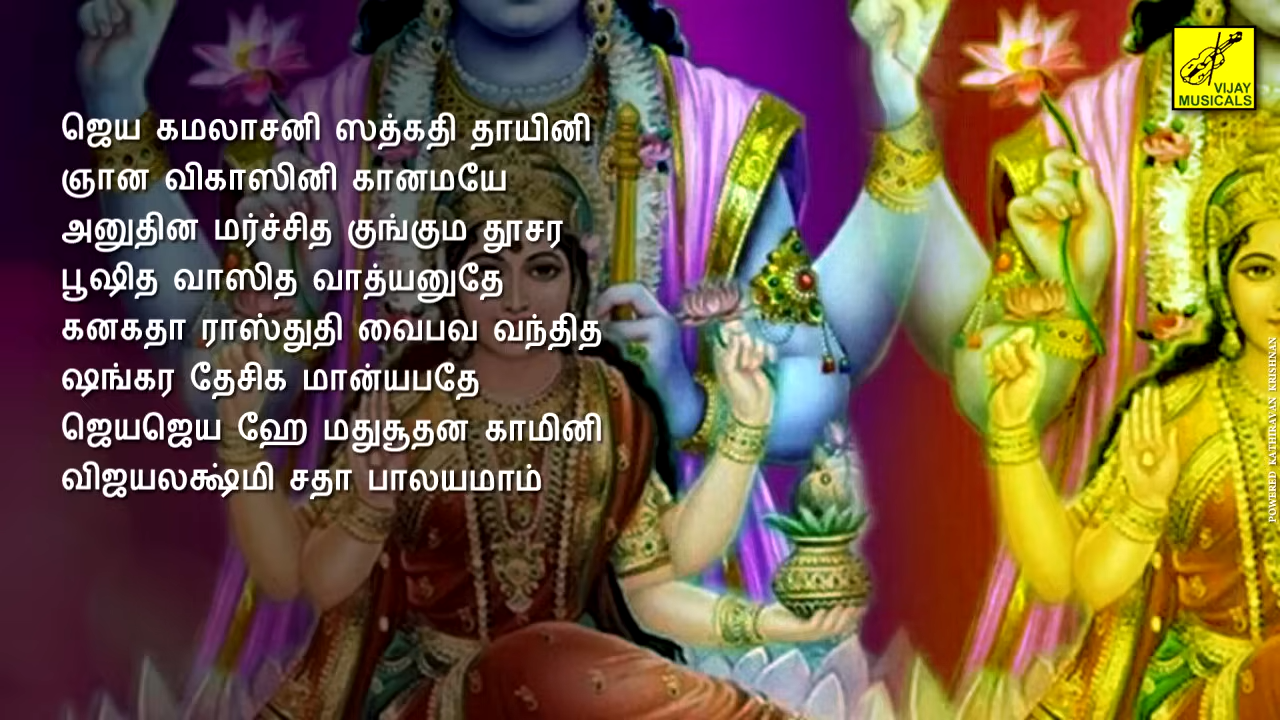 ஜெய கமலாசனி ஸத்கதி தாயினி
ஞான விகாஸினி கானமயே
அனுதின மர்ச்சித குங்கும தூசர
பூஷித வாஸித வாத்யனுதே
கனகதா ராஸ்துதி வைபவ வந்தித
ஷங்கர தேசிக மான்யபதே
ஜெயஜெய ஹே மதுசூதன காமினி
விஜயலக்ஷ்மி சதா பாலயமாம்
VIJAY
MUSICALS
POWERED KATHIRAVAN KRISHNAN